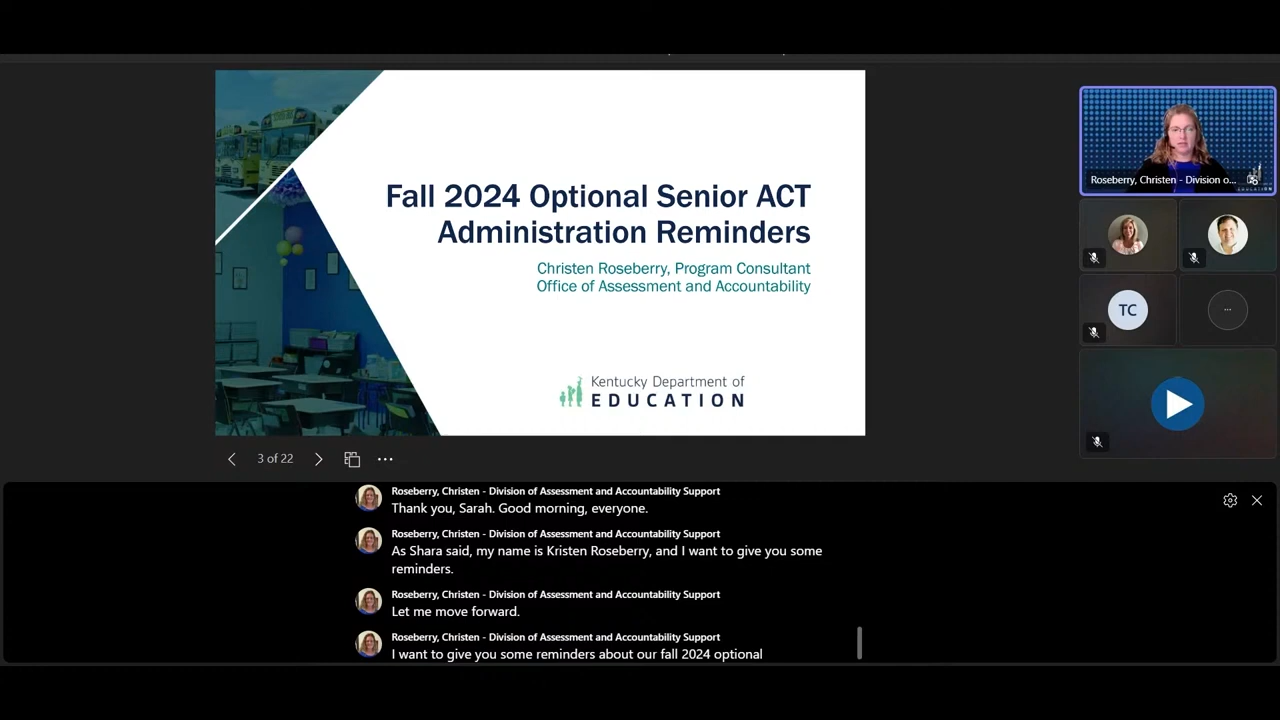 Fall 2024 Optional Senior ACT
Administration Reminders
Christen Roseberry, Program Consultant
Office of Assessment and Accountability
Kentucky Department of
EDUCATION
3 of 22
Roseberry, Christen - Division o...
TC
Roseberry, Christen - Division of Assessment and Accountability Support
Thank you, Sarah. Good morning, everyone.
Roseberry, Christen - Division of Assessment and Accountability Support
As Shara said, my name is Kristen Roseberry, and I want to give you some
reminders.
Roseberry, Christen - Division of Assessment and Accountability Support
Let me move forward.
Roseberry, Christen - Division of Assessment and Accountability Support
I want to give you some reminders about our fall 2024 optional